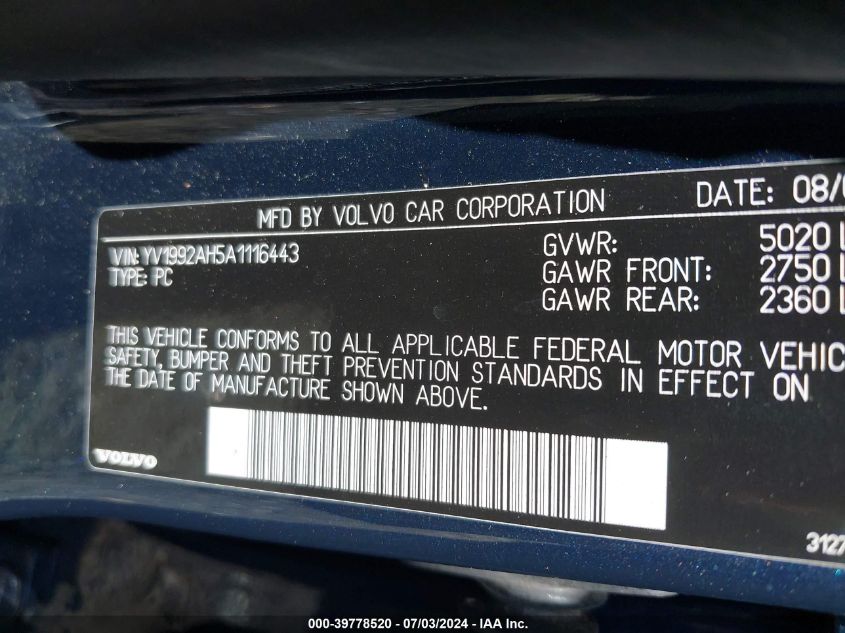 MFD BY VOLVO CAR CORPORATION DATE: 08/
VIN: YV1992AH5A1116443
TYPE: PC
GVWR: 5020 L
GAWR FRONT: 2750 L
GAWR REAR: 2360 L
THIS VEHICLE CONFORMS TO ALL APPLICABLE FEDERAL MOTOR VEHIC
SAFETY, BUMPER AND THEFT PREVENTION STANDARDS IN EFFECT ON
THE DATE OF MANUFACTURE SHOWN ABOVE.
VOLVO
3127
000-39778520 - 07/03/2024 - IAA Inc.